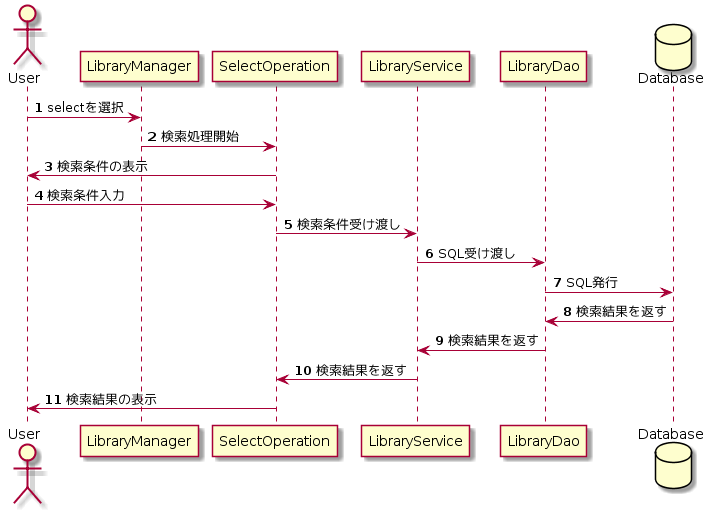 User
LibraryManager
SelectOperation
LibraryService
LibraryDao
Database
1 selectを選択
2 検索処理開始
3 検索条件の表示
4 検索条件入力
5 検索条件受け渡し
6 SQL受け渡し
7 SQL発行
8 検索結果を返す
9 検索結果を返す
10 検索結果を返す
11 検索結果の表示
User
LibraryManager
SelectOperation
LibraryService
LibraryDao
Database